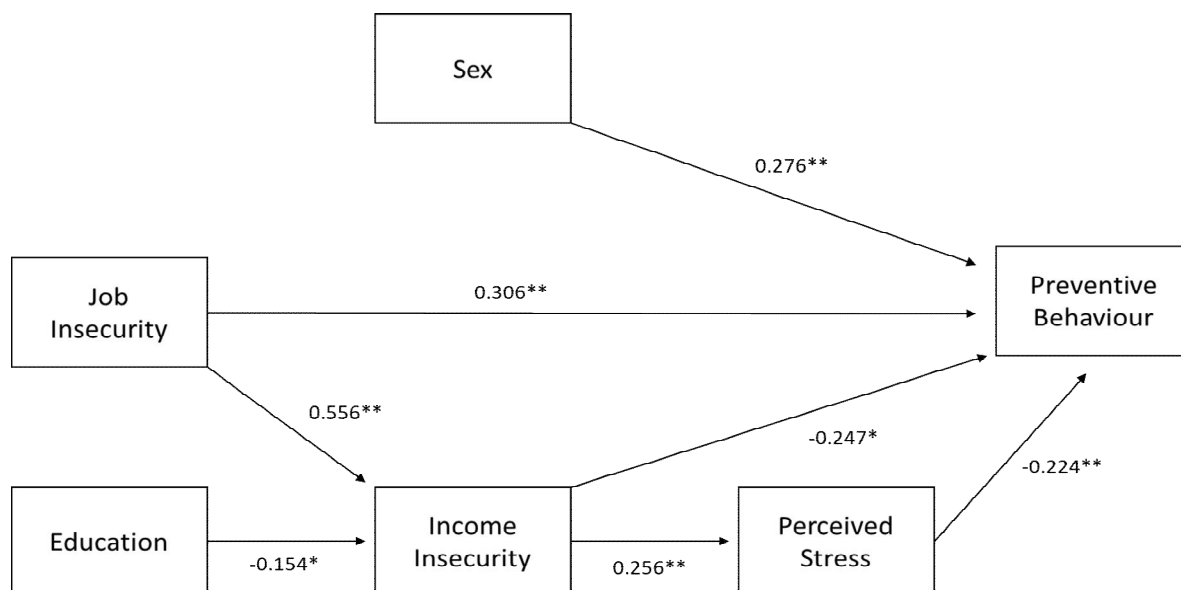 Sex
0.276**
Job
Insecurity
0.306**
Preventive
Behaviour
0.556**
-0.247*
-0.224**
Education
-0.154*
Income
Insecurity
0.256**
Perceived
Stress